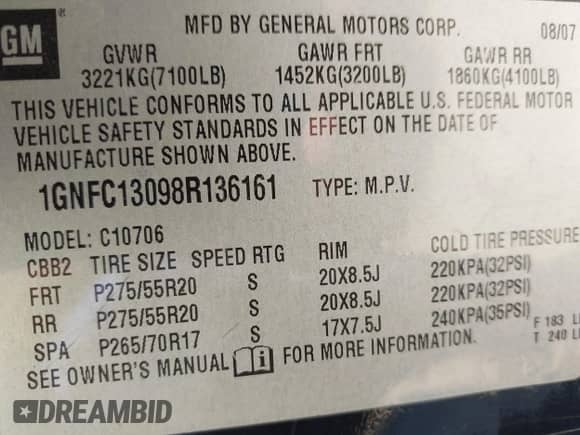 GM
MFD BY GENERAL MOTORS CORP. 08/07
GVWR GAWR FRT GAWR RR
3221KG(7100LB) 1452KG(3200LB) 1860KG(4100LB)
THIS VEHICLE CONFORMS TO ALL APPLICABLE U.S. FEDERAL MOTOR
VEHICLE SAFETY STANDARDS IN EFFECT ON THE DATE OF
MANUFACTURE SHOWN ABOVE.
1GNFC13098R136161 TYPE: M.P.V.
MODEL: C10706
CBB2 TIRE SIZE SPEED RTG RIM COLD TIRE PRESSURE
FRT P275/55R20 S 20X8.5J 220KPA(32PSI)
RR P275/55R20 S 20X8.5J 220KPA(32PSI)
SPA P265/70R17 S 17X7.5J 240KPA(35PSI) F 183
SEE OWNER'S MANUAL i FOR MORE INFORMATION. T 240
DREAMBID